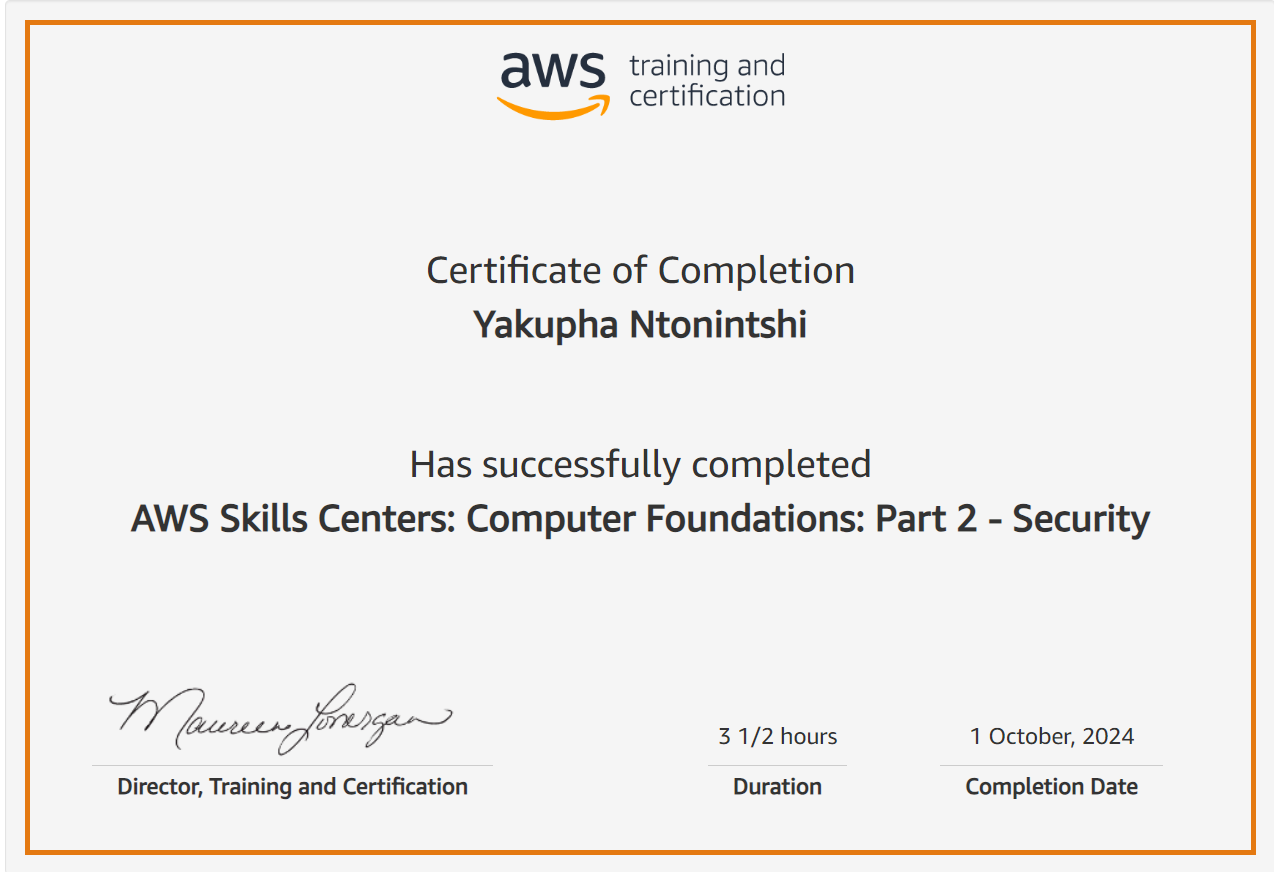 aws training and
certification
Certificate of Completion
Yakupha Ntonintshi
Has successfully completed
AWS Skills Centers: Computer Foundations: Part 2 - Security
Maureen Lonergan
3 1/2 hours
1 October, 2024
Director, Training and Certification
Duration
Completion Date